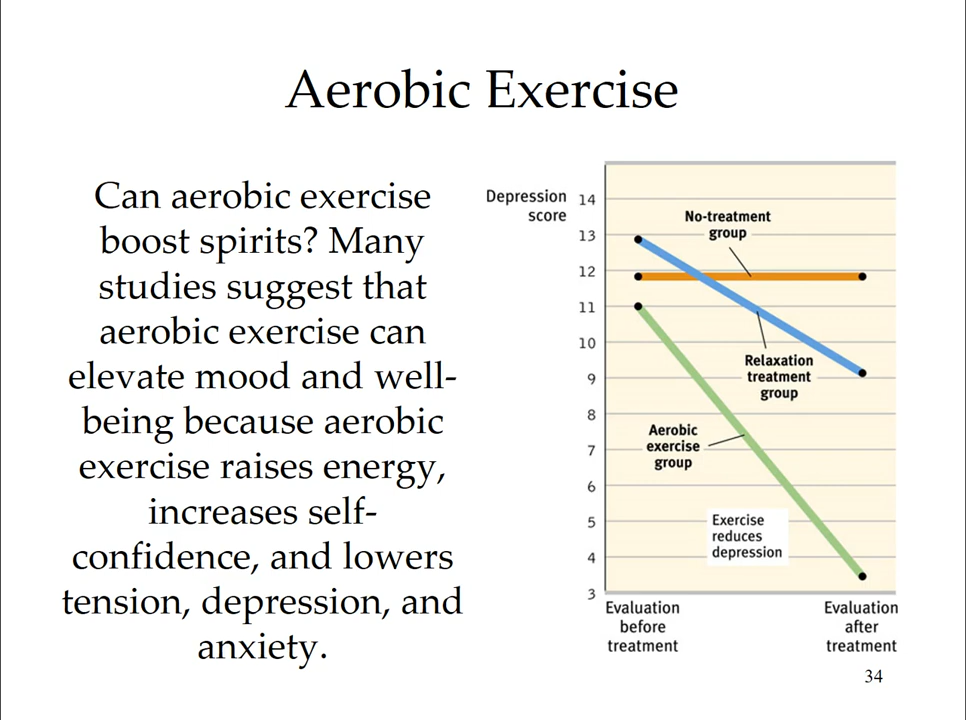 Aerobic Exercise
Can aerobic exercise
boost spirits? Many
studies suggest that
aerobic exercise can
elevate mood and well-
being because aerobic
exercise raises energy,
increases self-
confidence, and lowers
tension, depression, and
anxiety.
Depression
score
14
13
12
11
10
9
8
7
6
5
4
3
No-treatment
group
Relaxation
treatment
group
Aerobic
exercise
group
Exercise
reduces
depression
Evaluation
before
treatment
Evaluation
after
treatment
34